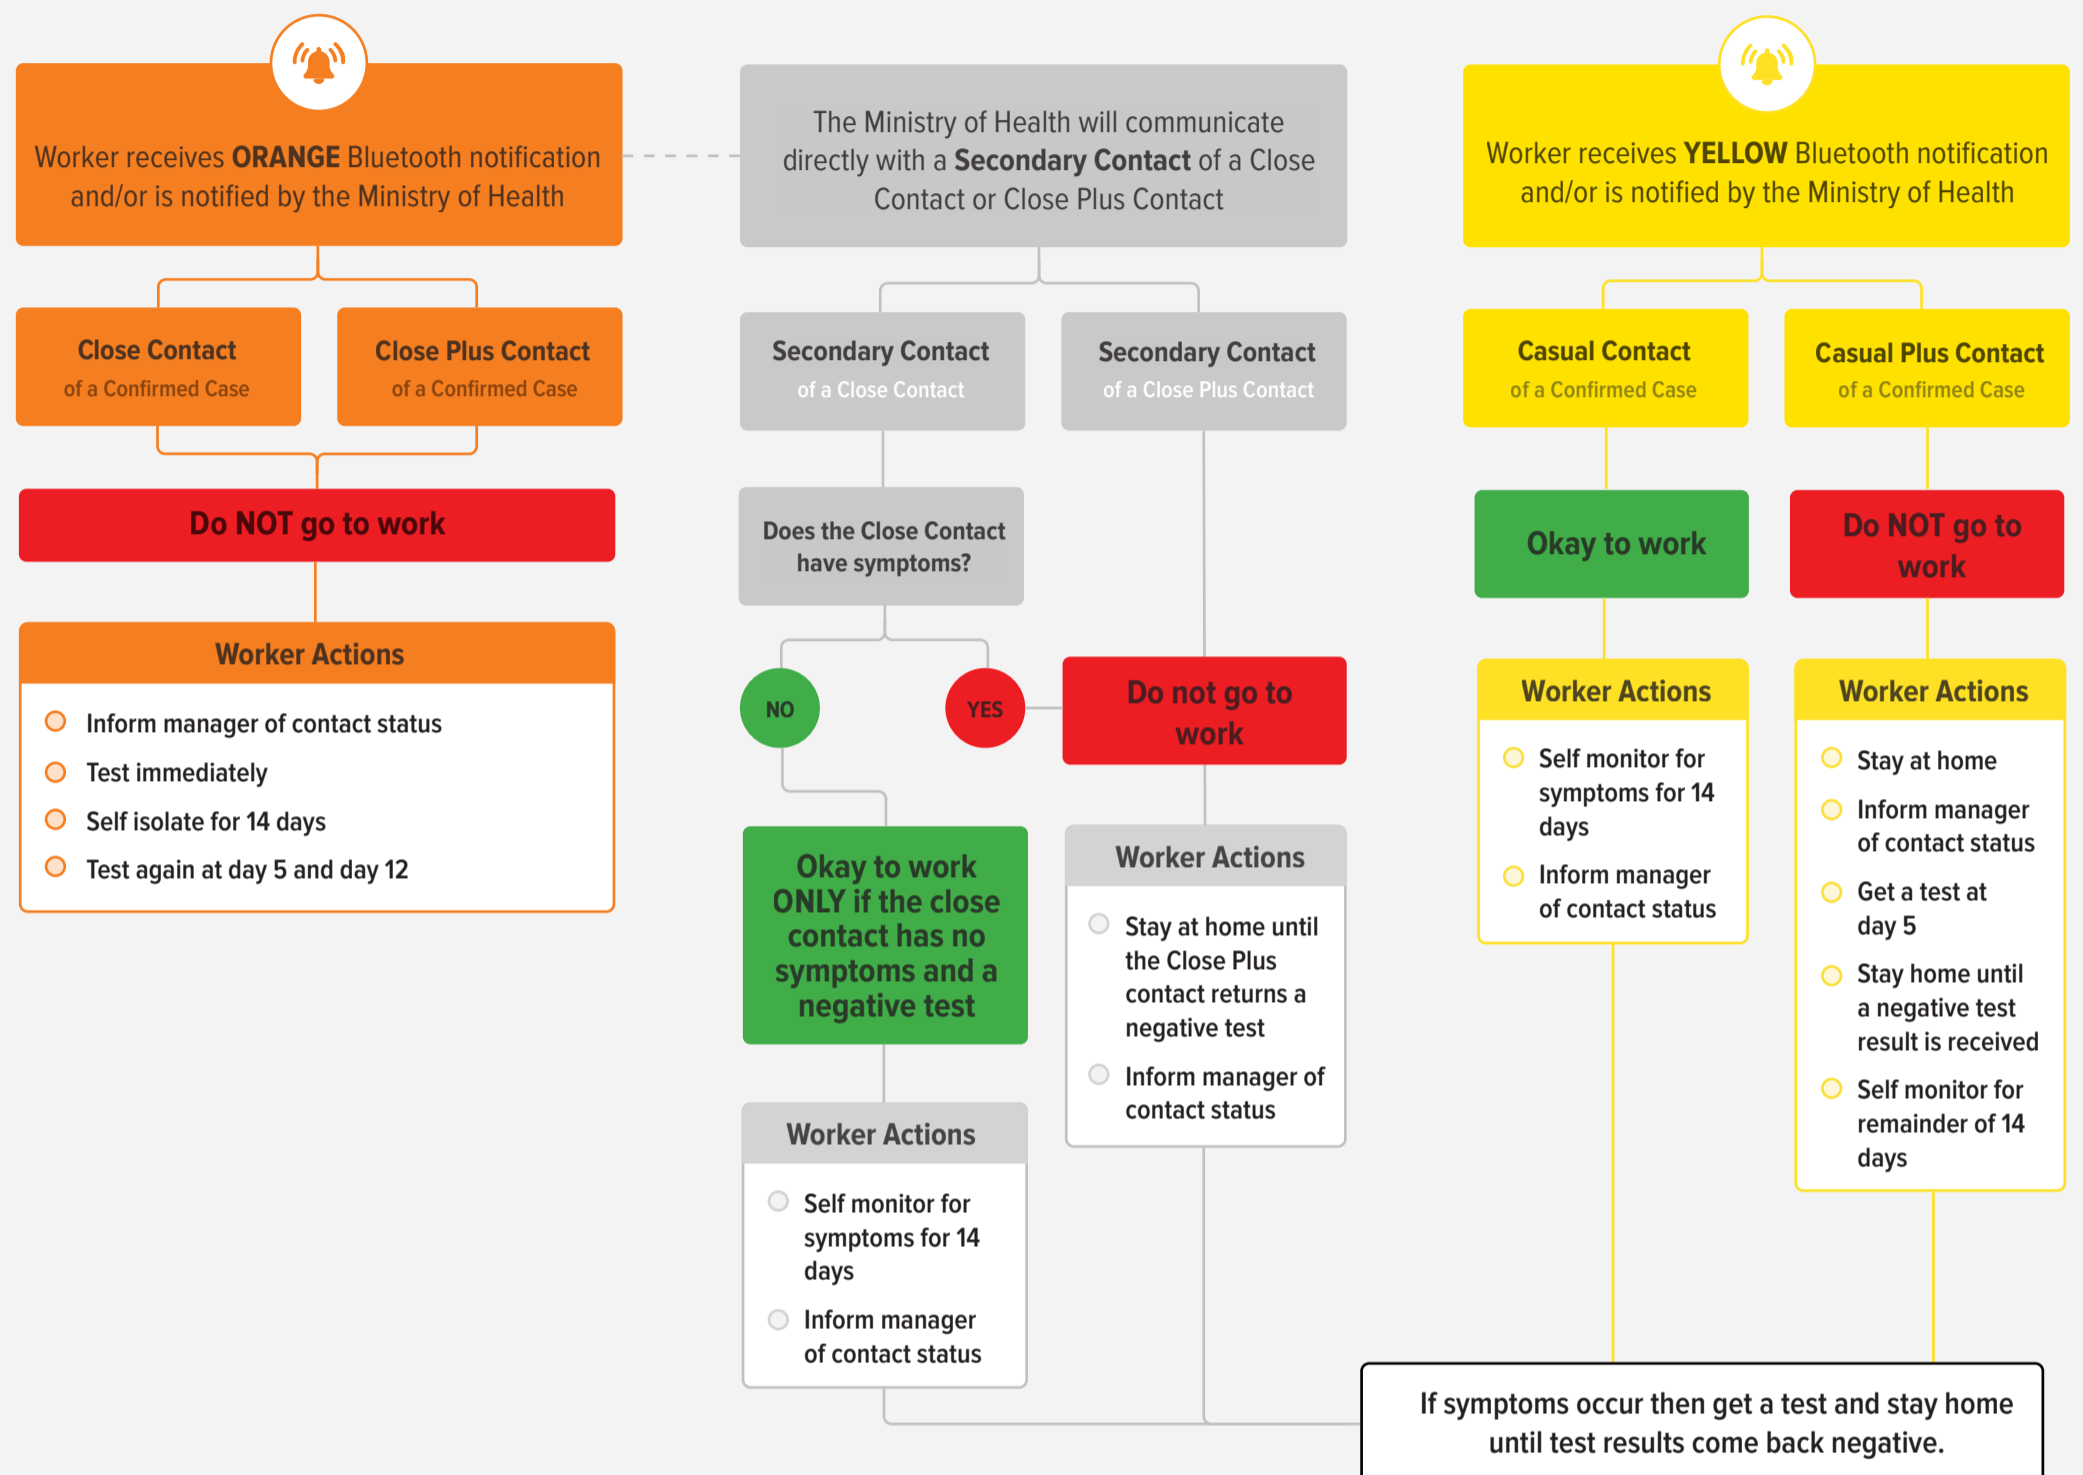 Worker receives ORANGE Bluetooth notification
and/or is notified by the Ministry of Health
Close Contact
of a Confirmed Case
Close Plus Contact
of a Confirmed Case
Do NOT go to work
Worker Actions
Inform manager of contact status
Test immediately
Self isolate for 14 days
Test again at day 5 and day 12
The Ministry of Health will communicate
directly with a Secondary Contact of a Close
Contact or Close Plus Contact
Secondary Contact
of a Close Contact
Secondary Contact
of a Close Plus Contact
Does the Close Contact
have symptoms?
NO
YES
Do not go to
work
Okay to work
ONLY if the close
contact has no
symptoms and a
negative test
Worker Actions
Self monitor for
symptoms for 14
days
Inform manager
of contact status
Worker Actions
Stay at home until
the Close Plus
contact returns a
negative test
Inform manager of
contact status
Worker receives YELLOW Bluetooth notification
and/or is notified by the Ministry of Health
Casual Contact
of a Confirmed Case
Casual Plus Contact
of a Confirmed Case
Okay to work
Do NOT go to
work
Worker Actions
Self monitor for
symptoms for 14
days
Inform manager
of contact status
Worker Actions
Stay at home
Inform manager
of contact status
Get a test at
day 5
Stay home until
a negative test
result is received
Self monitor for
remainder of 14
days
If symptoms occur then get a test and stay home
until test results come back negative.